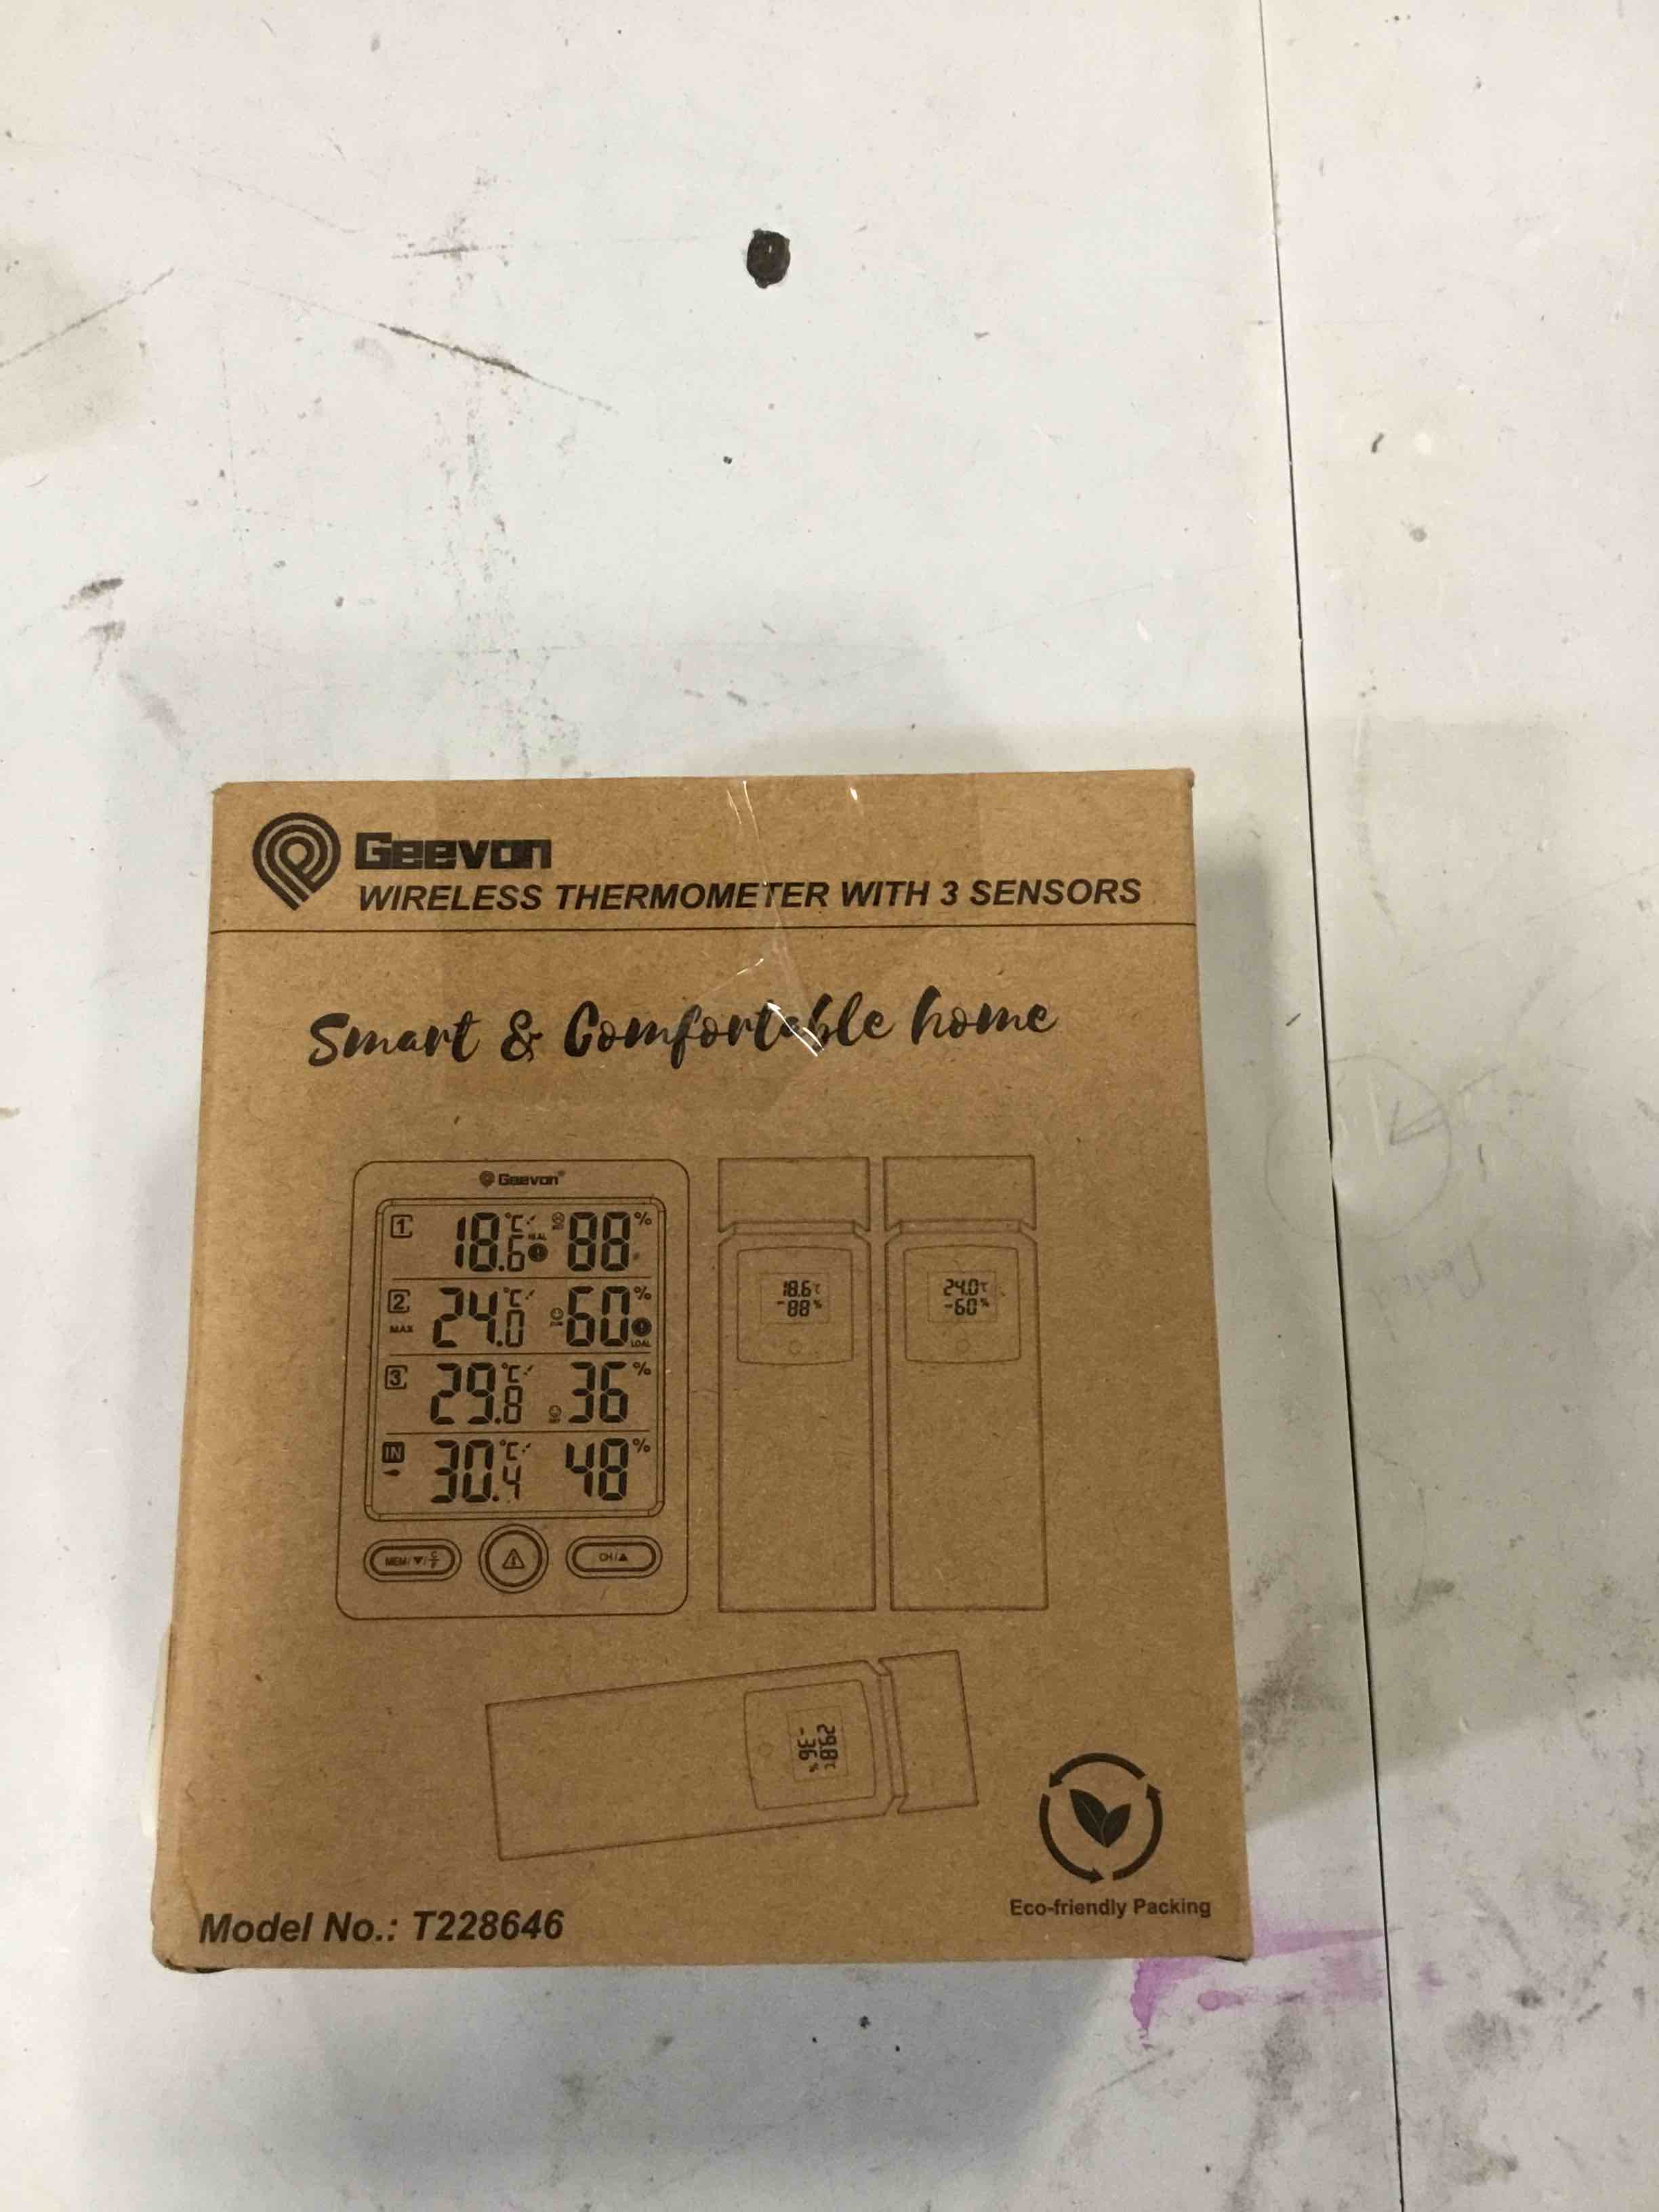 Geevon
WIRELESS THERMOMETER WITH 3 SENSORS
Smart & Comfortable home
Geevon®
1 18.6 °C 88 %
2 MAX 24.0 °C 60 %
3 29.8 °C 36 %
IN 30.4 °C 48 %
MEM/▼/°C/°F
CH/▲
18.6℃
88%
24.0℃
60%
29.8℃
36%
Eco-friendly Packing
Model No.: T228646